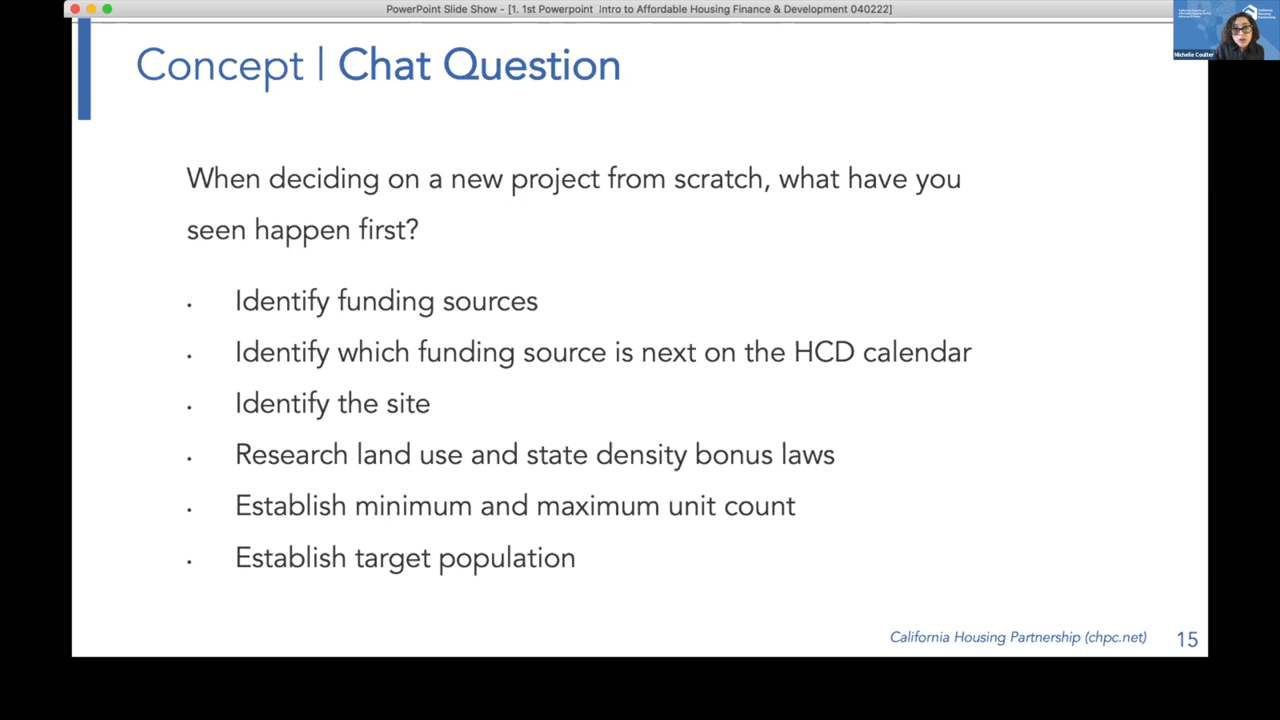 PowerPoint Slide Show - [1. 1st Powerpoint Intro to Affordable Housing Finance & Development 040222]
Michelle Coulter
California
Housing
Partnership
Concept | Chat Question
When deciding on a new project from scratch, what have you
seen happen first?
• Identify funding sources
• Identify which funding source is next on the HCD calendar
• Identify the site
• Research land use and state density bonus laws
• Establish minimum and maximum unit count
• Establish target population
California Housing Partnership (chpc.net)
15